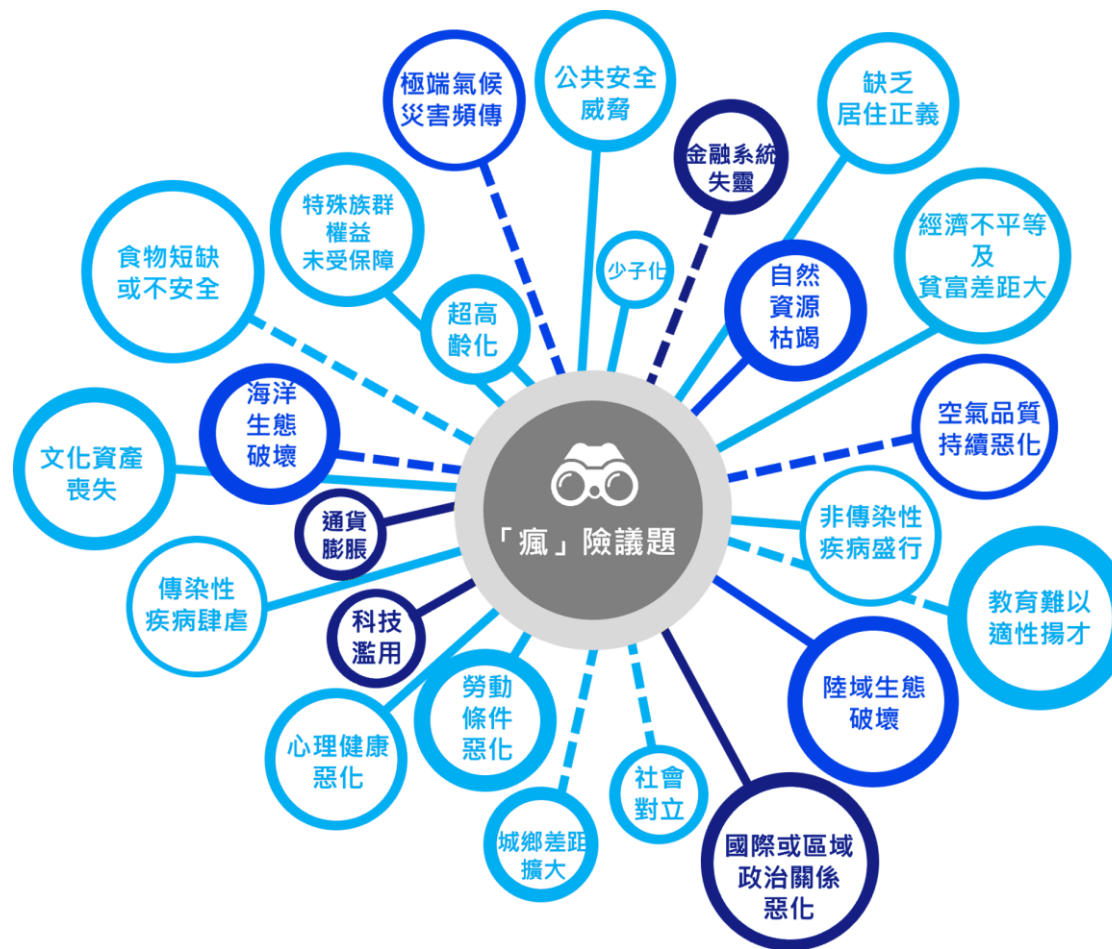 極端氣候
災害頻傳
公共安全
威脅
金融系統
失靈
缺乏
居住正義
特殊族群
權益
未受保障
食物短缺
或不安全
超高
齡化
少子化
自然
資源
枯竭
經濟不平等
及
貧富差距大
海洋
生態
破壞
空氣品質
持續惡化
文化資產
喪失
通貨
膨脹
「瘋」險議題
非傳染性
疾病盛行
傳染性
疾病肆虐
科技
濫用
教育難以
適性揚才
勞動
條件
惡化
陸域生態
破壞
心理健康
惡化
社會
對立
城鄉差距
擴大
國際或區域
政治關係
惡化